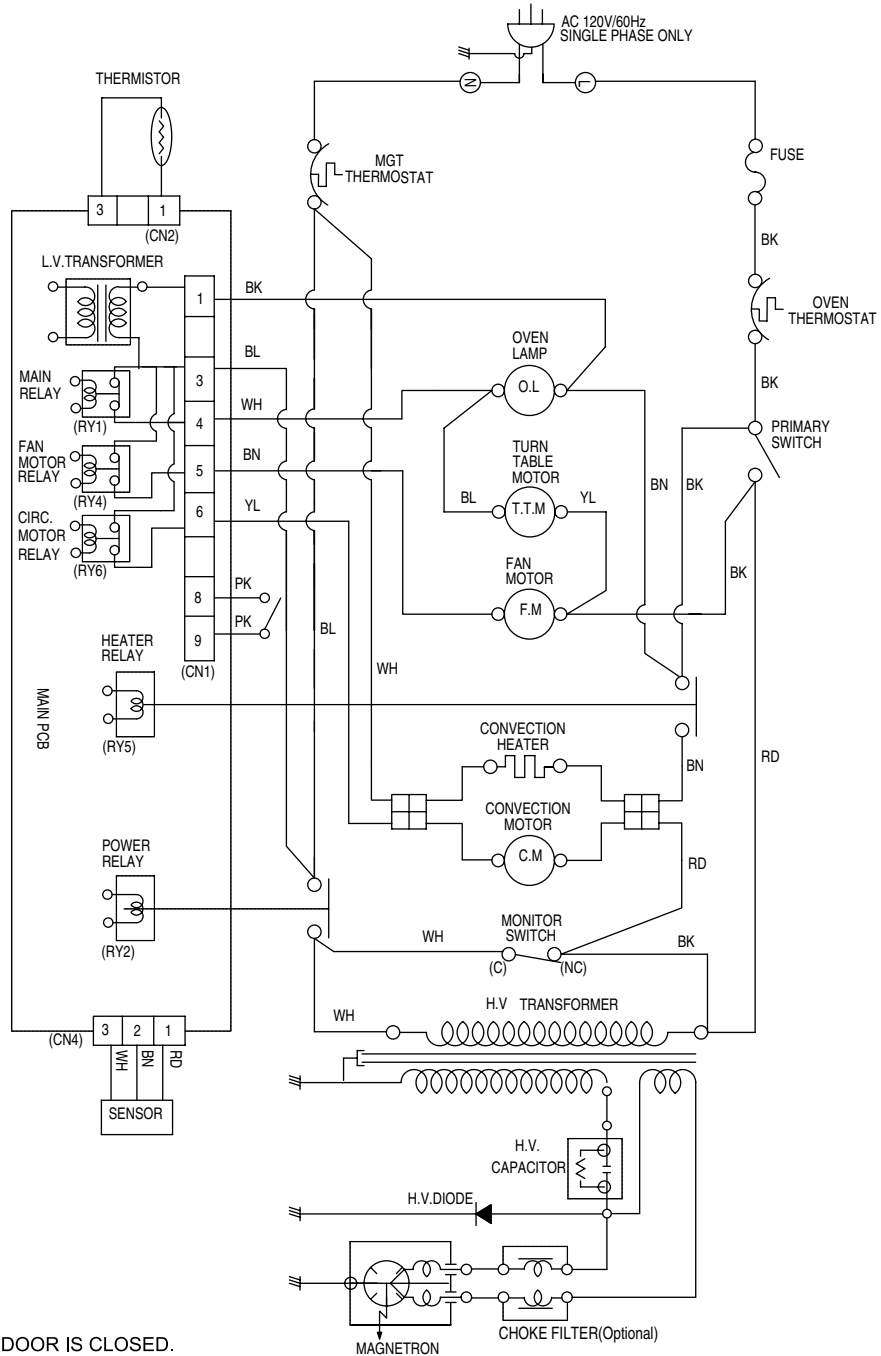 AC 120V/60Hz
SINGLE PHASE ONLY
N
L
THERMISTOR
MGT
THERMOSTAT
FUSE
3 1
(CN2)
BK
L.V.TRANSFORMER
1
BK
OVEN
THERMOSTAT
BL
OVEN
LAMP
MAIN
RELAY
(RY1)
3
O.L
BK
4
WH
PRIMARY
SWITCH
FAN
MOTOR
RELAY
(RY4)
5
BN
TURN
TABLE
MOTOR
BL
T.T.M
YL
BN
BK
CIRC.
MOTOR
RELAY
(RY6)
6
YL
FAN
MOTOR
F.M
BK
8
PK
9
PK
(CN1)
BL
HEATER
RELAY
(RY5)
WH
MAIN PCB
CONVECTION
HEATER
BN
RD
CONVECTION
MOTOR
C.M
RD
POWER
RELAY
(RY2)
WH
MONITOR
SWITCH
(C)
(NC)
BK
H.V TRANSFORMER
WH
(CN4)
3 2 1
WH
BN
RD
SENSOR
H.V.
CAPACITOR
H.V.DIODE
MAGNETRON
CHOKE FILTER(Optional)
DOOR IS CLOSED.